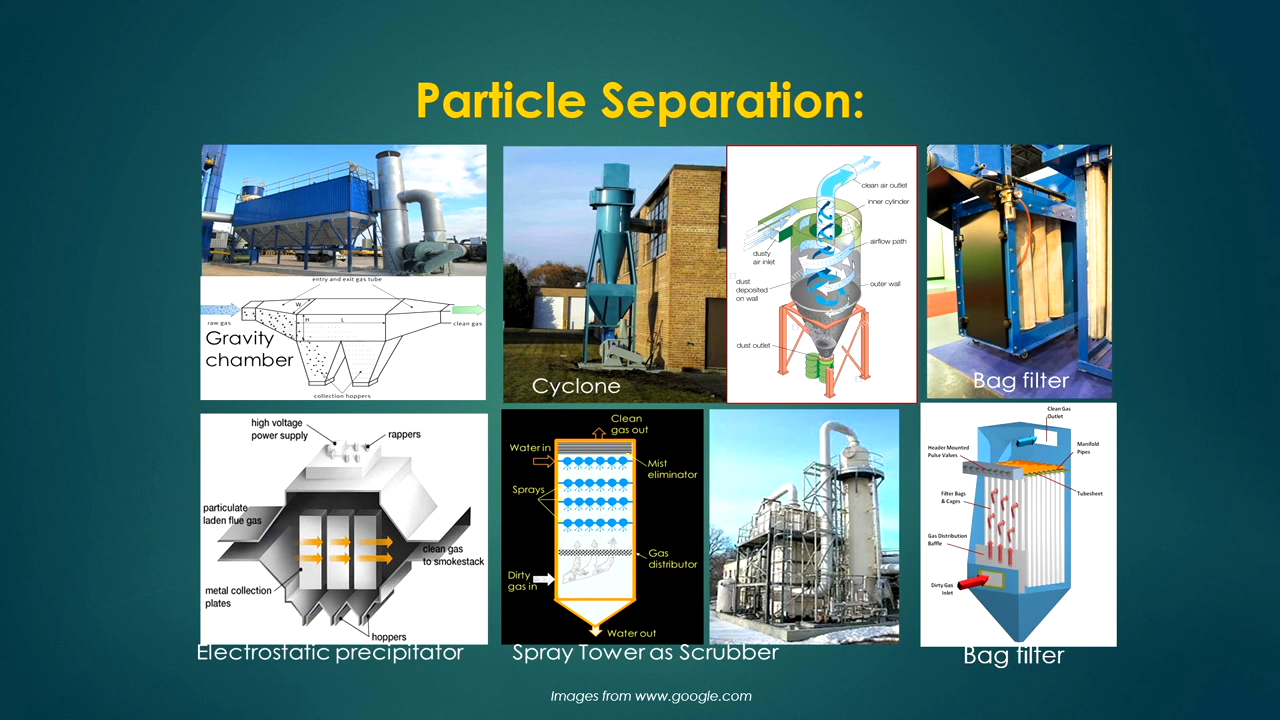 Particle Separation:
entry and exit gas tube
W
raw gas
H
L
clean gas
Gravity
chamber
collection hoppers
Cyclone
clean air outlet
inner cylinder
airflow path
dusty
air inlet
dust
deposited
on wall
outer wall
dust outlet
Bag filter
high voltage
power supply
rappers
particulate
laden flue gas
clean gas
to smokestack
metal collection
plates
hoppers
Electrostatic precipitator
Clean
gas out
Water in
Mist
eliminator
Sprays
Gas
distributor
Dirty
gas in
Water out
Spray Tower as Scrubber
Clean Gas
Outlet
Header Mounted
Pulse Valves
Manifold
Pipes
Tubesheet
Filter Bags
& Cages
Gas Distribution
Baffle
Dirty Gas
Inlet
Bag filter
Images from www.google.com